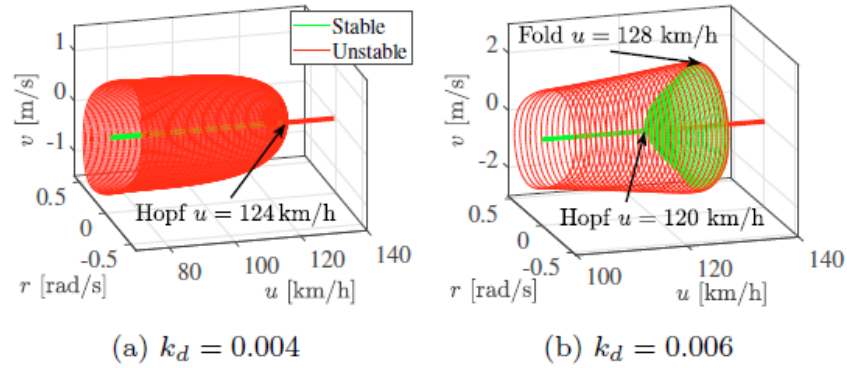 Stable
Unstable
1
0
-1
v [m/s]
0.5
0
-0.5
r [rad/s]
80
100
120
140
u [km/h]
Hopf u = 124 km/h
(a) k_d = 0.004
Fold u = 128 km/h
2
0
-2
v [m/s]
0.5
0
-0.5
r [rad/s]
100
120
140
u [km/h]
Hopf u = 120 km/h
(b) k_d = 0.006